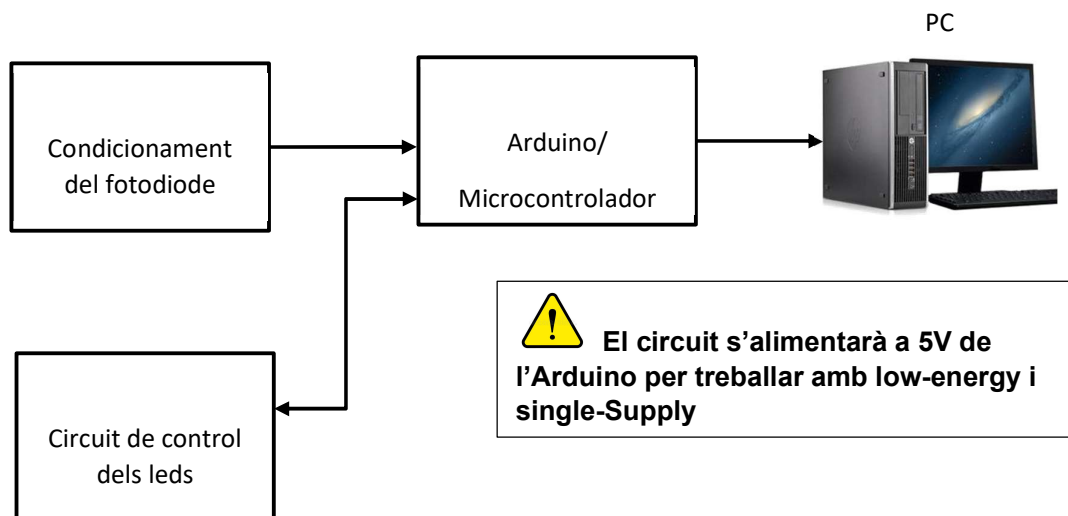 PC
Condicionament
del fotodiode
Arduino/
Microcontrolador
El circuit s’alimentarà a 5V de
l’Arduino per treballar amb low-energy i
single-Supply
Circuit de control
dels leds